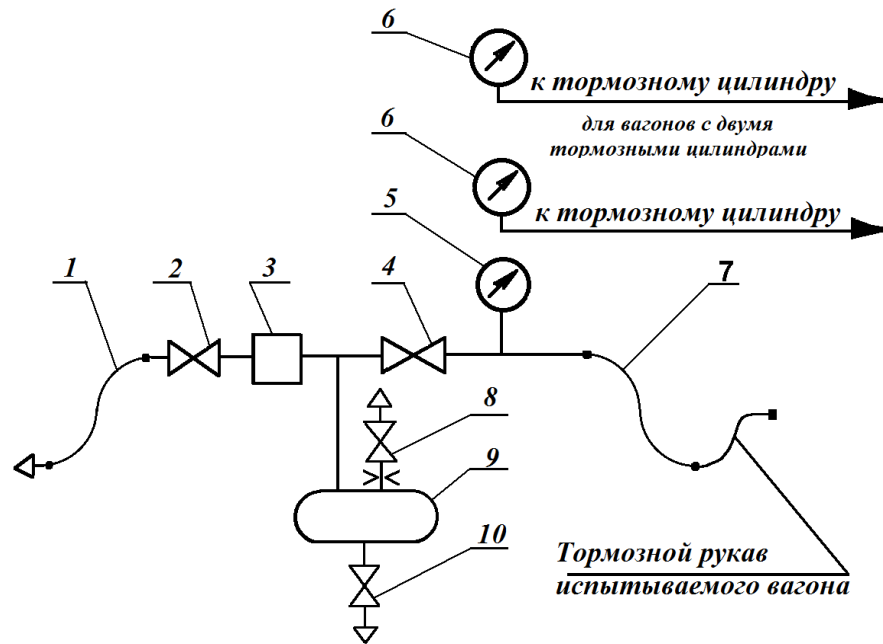 6
к тормозному цилиндру
для вагонов с двумя
тормозными цилиндрами
6
к тормозному цилиндру
5
1
2
3
4
7
8
9
10
Тормозной рукав
испытываемого вагона